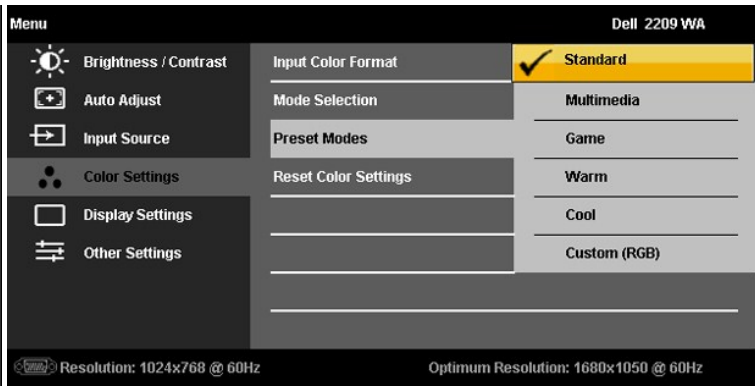 Menu
Dell 2209 WA
Brightness / Contrast
Auto Adjust
Input Source
Color Settings
Display Settings
Other Settings
Input Color Format
Mode Selection
Preset Modes
Reset Color Settings
Standard
Multimedia
Game
Warm
Cool
Custom (RGB)
Resolution: 1024x768 @ 60Hz
Optimum Resolution: 1680x1050 @ 60Hz